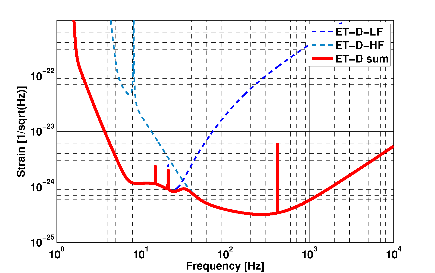 ET-D-LF
ET-D-HF
ET-D sum
Strain [1/sqrt(Hz)]
10^-22
10^-23
10^-24
10^-25
10^0
10^1
10^2
10^3
10^4
Frequency [Hz]